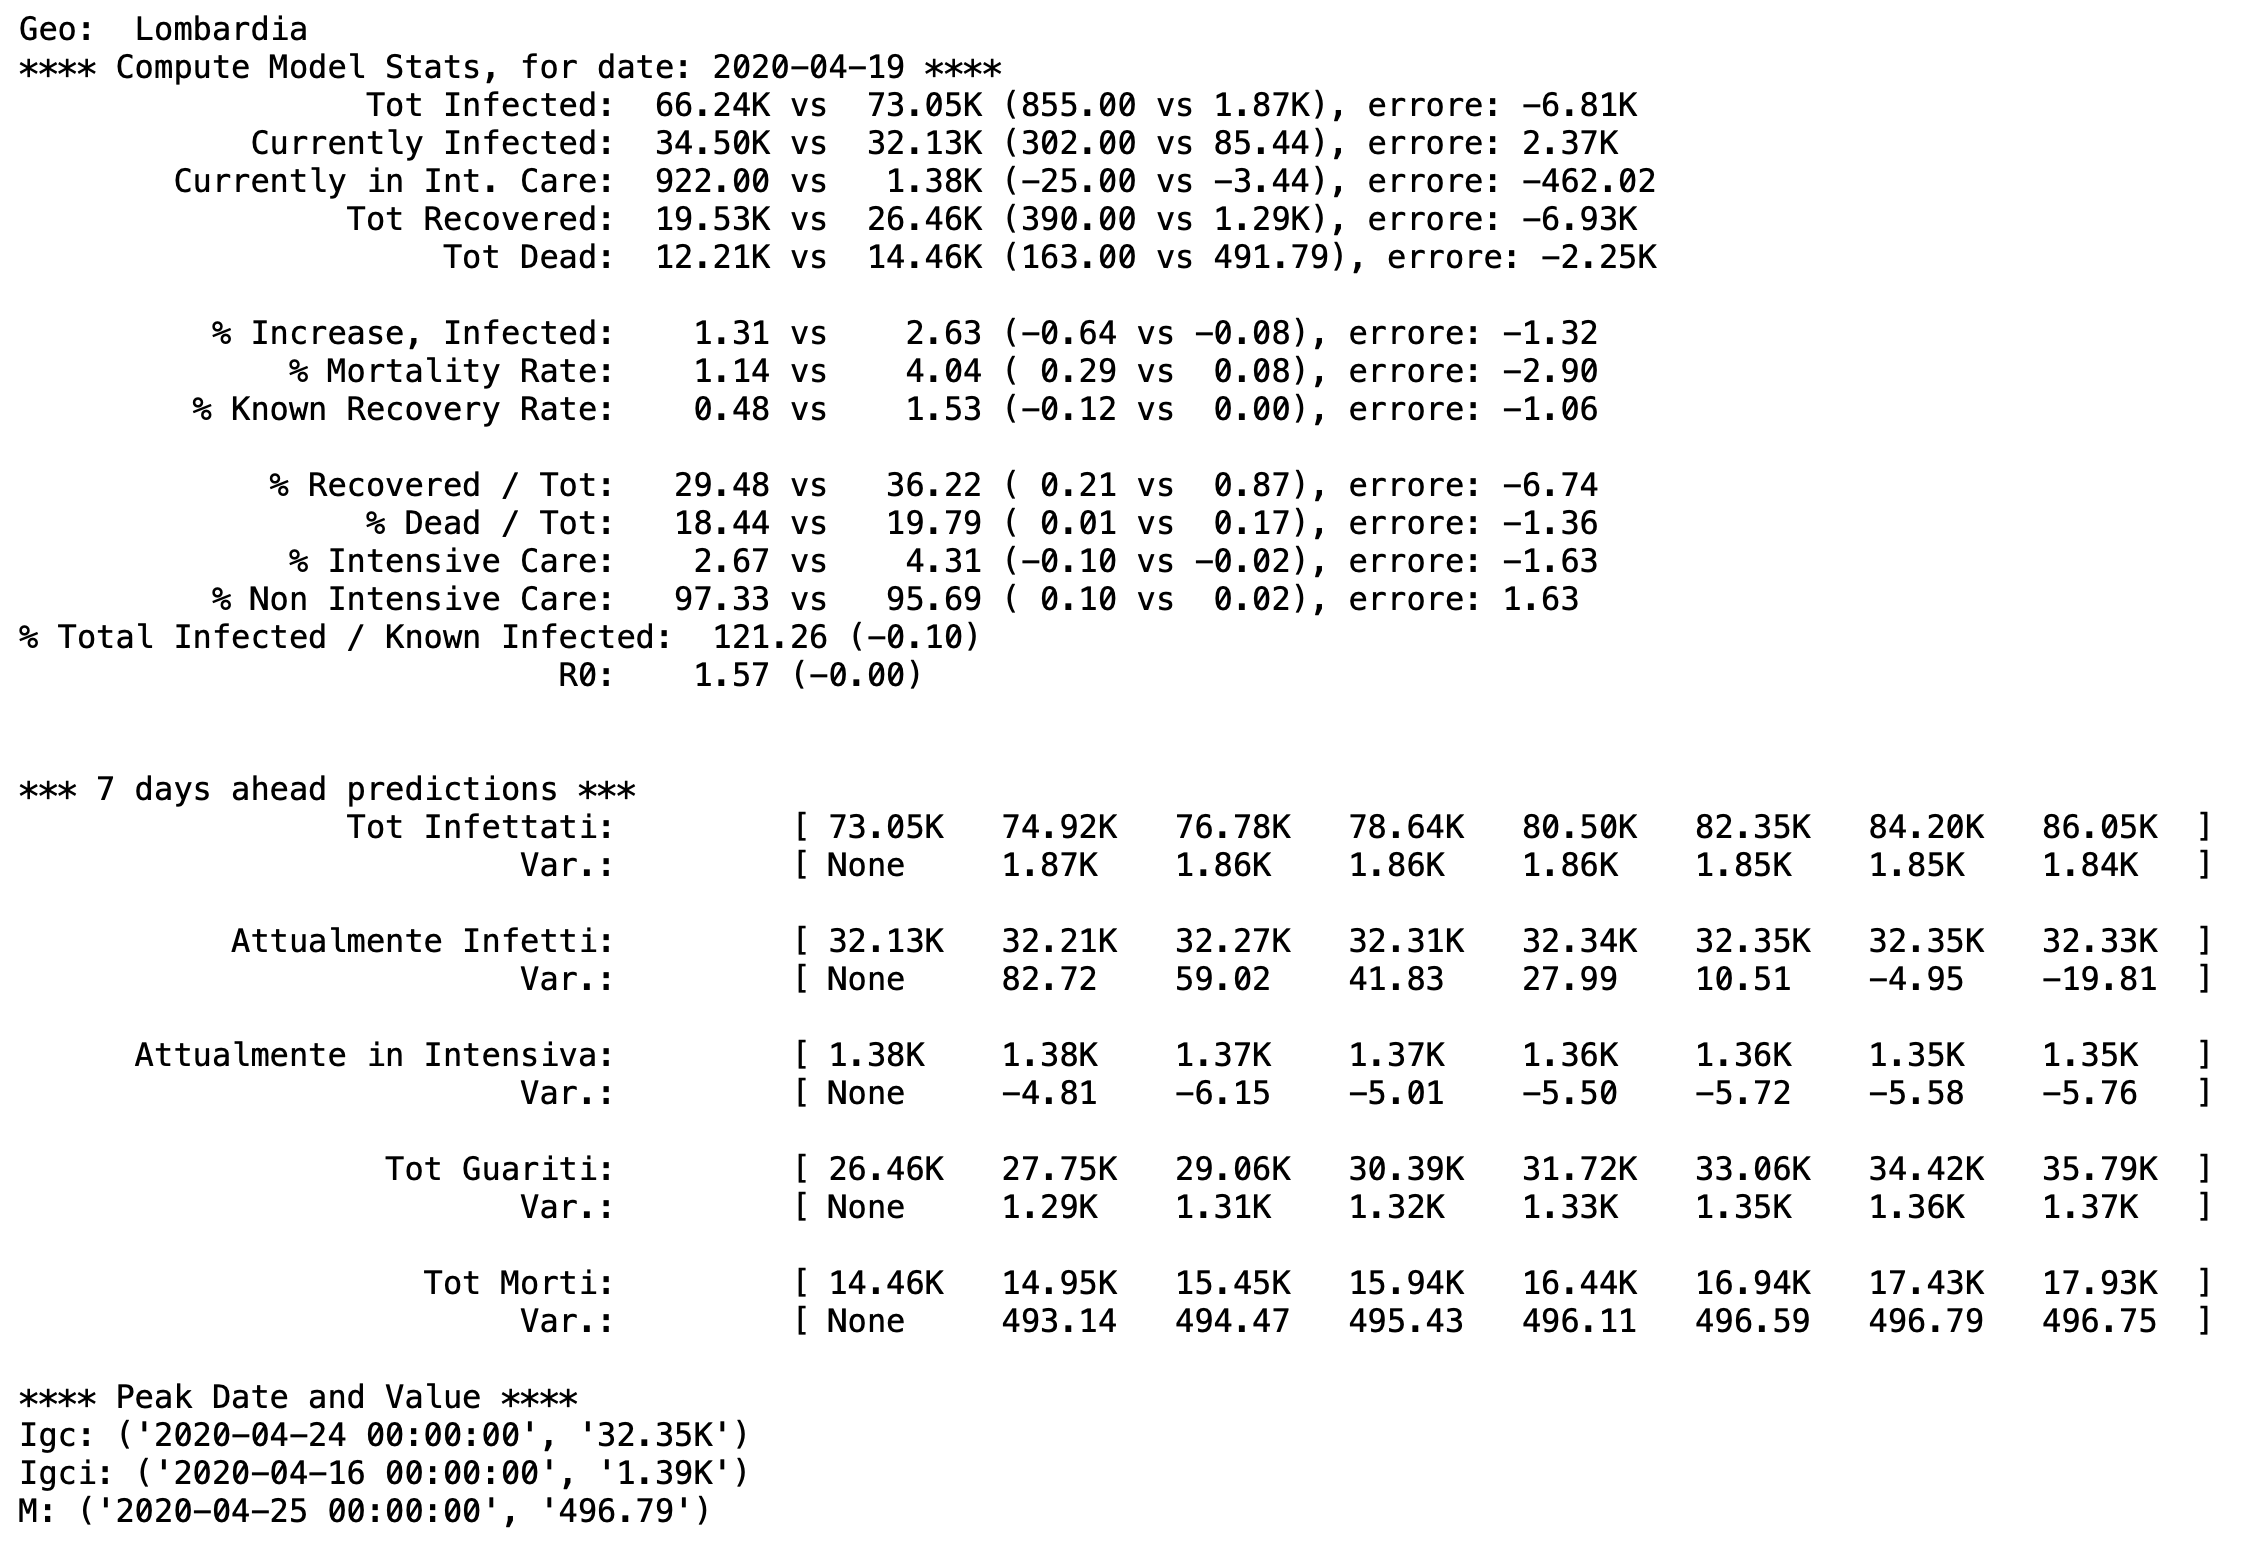 Geo:  Lombardia
**** Compute Model Stats, for date: 2020-04-19 ****
Tot Infected:  66.24K vs  73.05K (855.00 vs 1.87K), errore: -6.81K
Currently Infected:  34.50K vs  32.13K (302.00 vs 85.44), errore: 2.37K
Currently in Int. Care:  922.00 vs   1.38K (-25.00 vs -3.44), errore: -462.02
Tot Recovered:  19.53K vs  26.46K (390.00 vs 1.29K), errore: -6.93K
Tot Dead:  12.21K vs  14.46K (163.00 vs 491.79), errore: -2.25K
% Increase, Infected:    1.31 vs    2.63 (-0.64 vs -0.08), errore: -1.32
% Mortality Rate:    1.14 vs    4.04 ( 0.29 vs  0.08), errore: -2.90
% Known Recovery Rate:    0.48 vs    1.53 (-0.12 vs  0.00), errore: -1.06
% Recovered / Tot:   29.48 vs   36.22 ( 0.21 vs  0.87), errore: -6.74
% Dead / Tot:   18.44 vs   19.79 ( 0.01 vs  0.17), errore: -1.36
% Intensive Care:    2.67 vs    4.31 (-0.10 vs -0.02), errore: -1.63
% Non Intensive Care:   97.33 vs   95.69 ( 0.10 vs  0.02), errore: 1.63
% Total Infected / Known Infected:  121.26 (-0.10)
R0:    1.57 (-0.00)
*** 7 days ahead predictions ***
Tot Infettati: [ 73.05K   74.92K   76.78K   78.64K   80.50K   82.35K   84.20K   86.05K  ]
Var.: [ None     1.87K    1.86K    1.86K    1.86K    1.85K    1.85K    1.84K   ]
Attualmente Infetti: [ 32.13K   32.21K   32.27K   32.31K   32.34K   32.35K   32.35K   32.33K  ]
Var.: [ None     82.72    59.02    41.83    27.99    10.51    -4.95    -19.81  ]
Attualmente in Intensiva: [ 1.38K    1.38K    1.37K    1.37K    1.36K    1.36K    1.35K    1.35K   ]
Var.: [ None     -4.81    -6.15    -5.01    -5.50    -5.72    -5.58    -5.76   ]
Tot Guariti: [ 26.46K   27.75K   29.06K   30.39K   31.72K   33.06K   34.42K   35.79K  ]
Var.: [ None     1.29K    1.31K    1.32K    1.33K    1.35K    1.36K    1.37K   ]
Tot Morti: [ 14.46K   14.95K   15.45K   15.94K   16.44K   16.94K   17.43K   17.93K  ]
Var.: [ None     493.14   494.47   495.43   496.11   496.59   496.79   496.75  ]
**** Peak Date and Value ****
Igc: ('2020-04-24 00:00:00', '32.35K')
Igci: ('2020-04-16 00:00:00', '1.39K')
M: ('2020-04-25 00:00:00', '496.79')